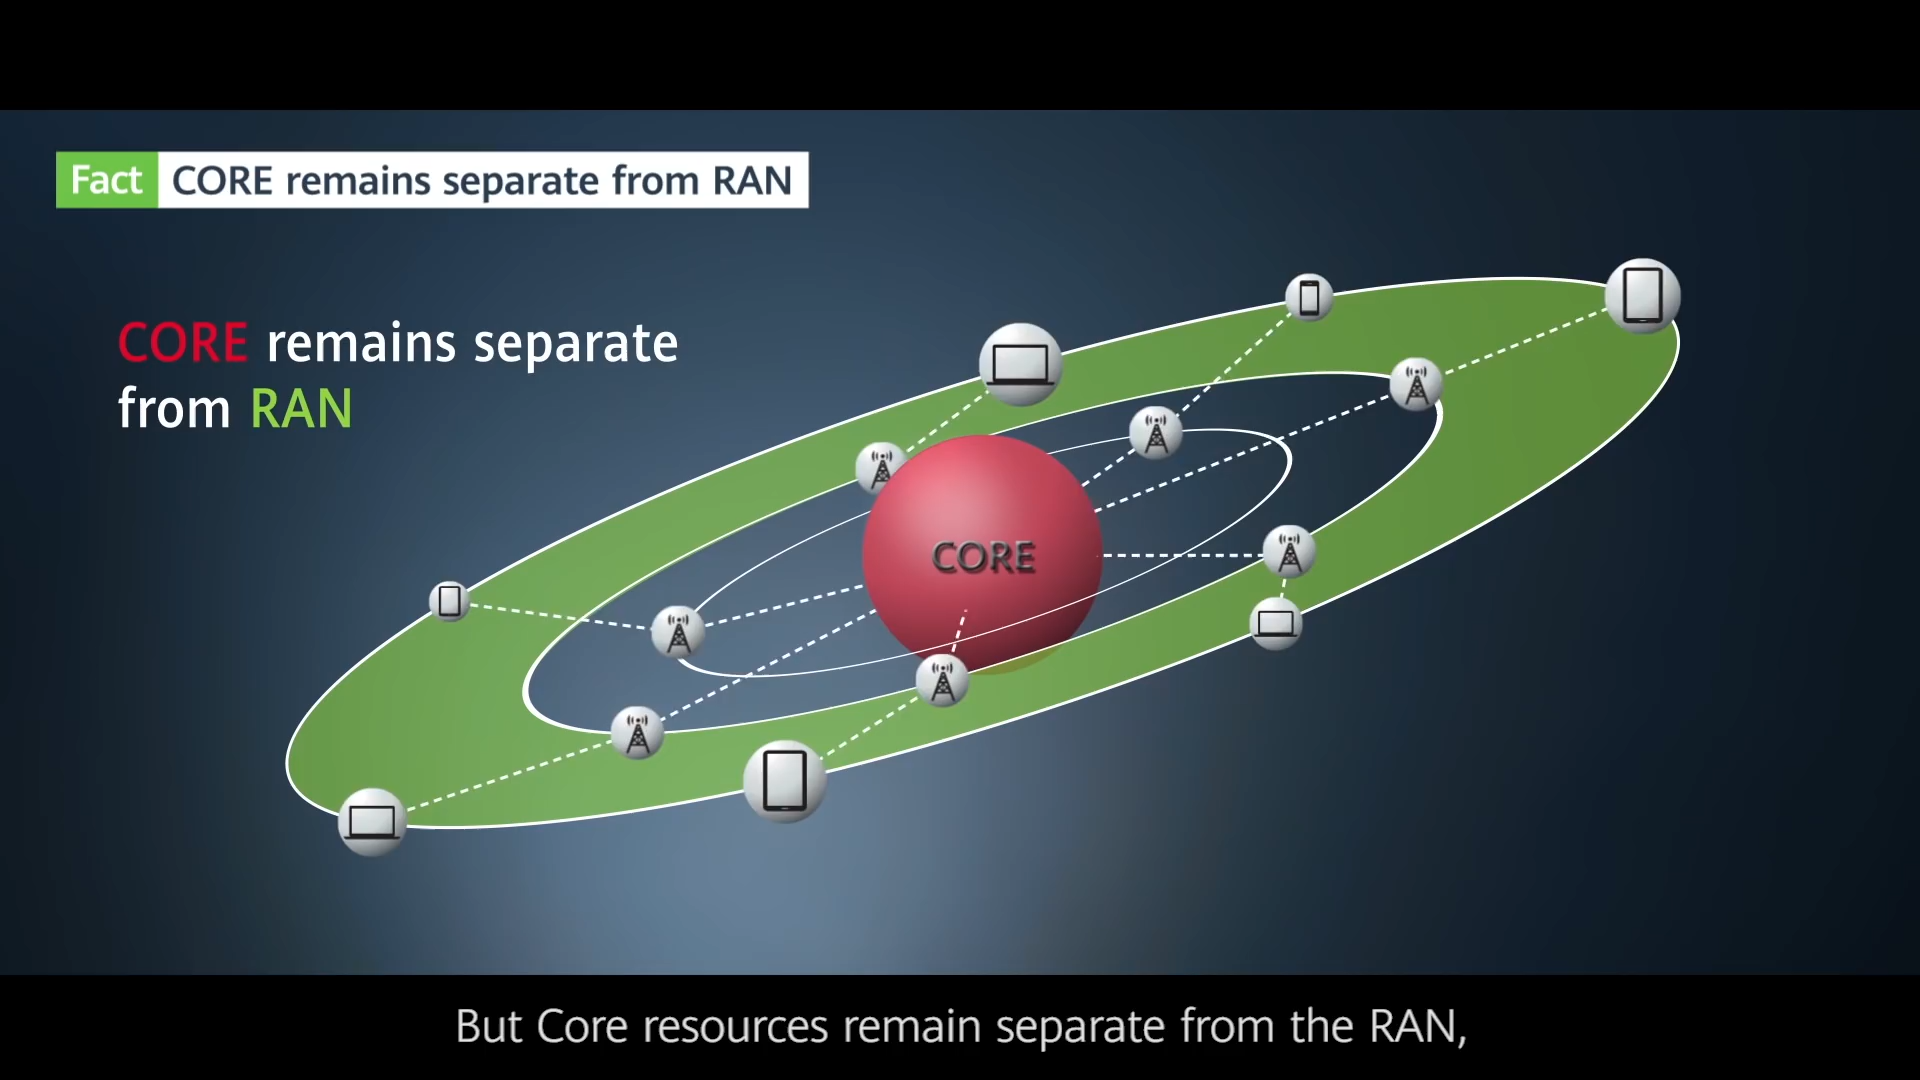 Fact CORE remains separate from RAN
CORE remains separate
from RAN
CORE
But Core resources remain separate from the RAN,